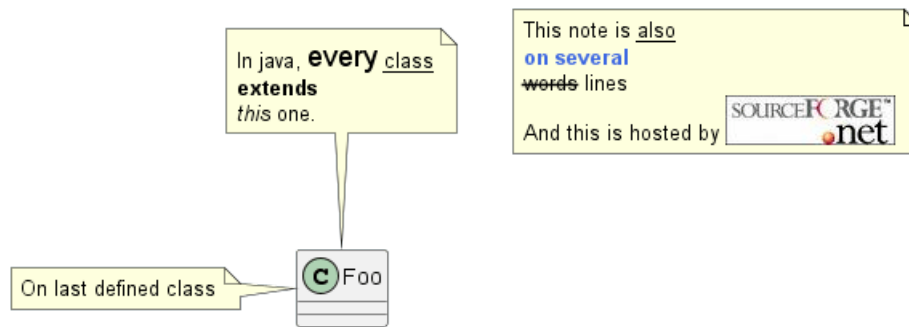 In java, every class
extends
this one.
This note is also
on several
words lines
And this is hosted by SOURCEFORGE™
.net
On last defined class
C Foo